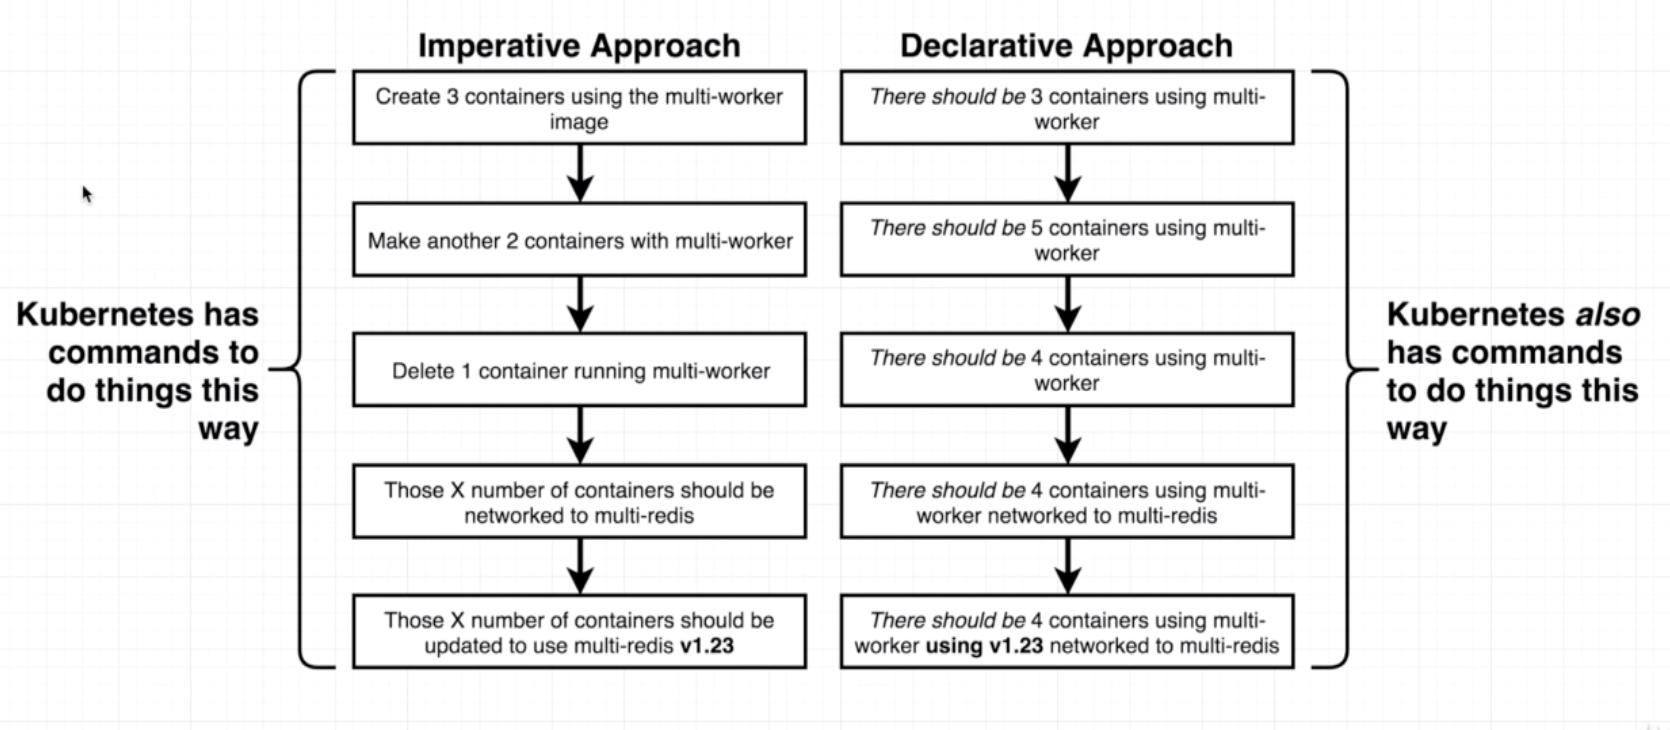 Imperative Approach
Declarative Approach
Create 3 containers using the multi-worker
image
There should be 3 containers using multi-
worker
Make another 2 containers with multi-worker
There should be 5 containers using multi-
worker
Delete 1 container running multi-worker
There should be 4 containers using multi-
worker
Those X number of containers should be
networked to multi-redis
There should be 4 containers using multi-
worker networked to multi-redis
Those X number of containers should be
updated to use multi-redis v1.23
There should be 4 containers using multi-
worker using v1.23 networked to multi-redis
Kubernetes has
commands to
do things this
way
Kubernetes also
has commands
to do things this
way